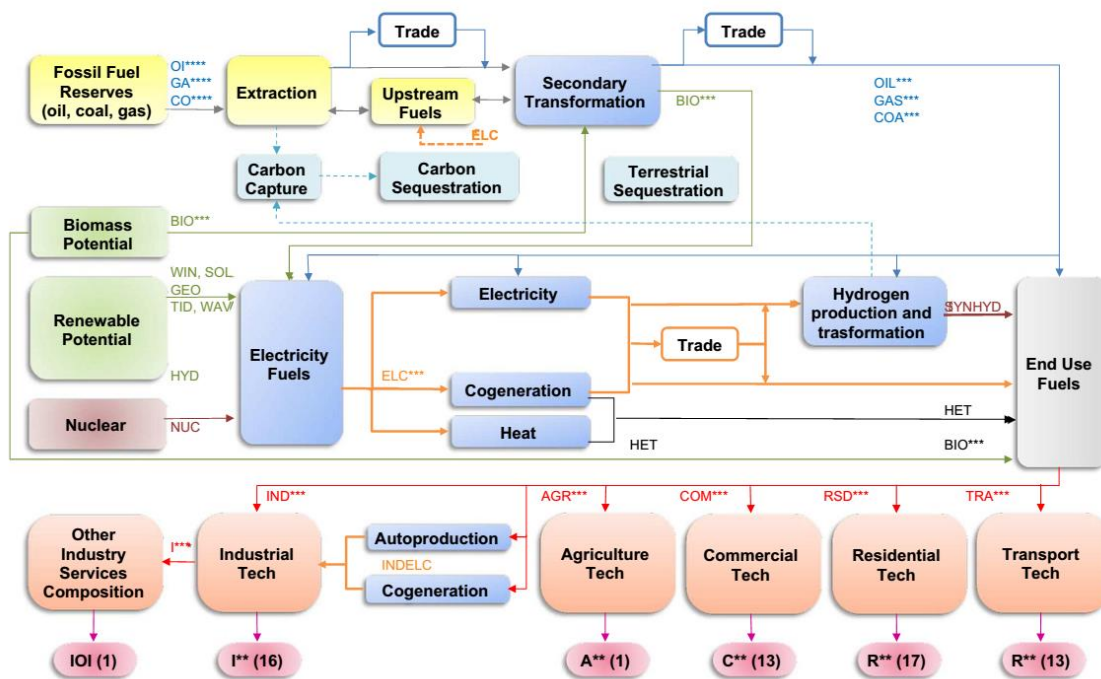 Trade
Trade
Fossil Fuel
Reserves
(oil, coal, gas)
OI****
GA****
CO****
Extraction
Upstream
Fuels
ELC
Secondary
Transformation
BIO***
OIL***
GAS***
COA***
Carbon
Capture
Carbon
Sequestration
Terrestrial
Sequestration
Biomass
Potential
BIO***
Renewable
Potential
WIN, SOL
GEO
TID, WAV
HYD
Nuclear
NUC
Electricity
Fuels
ELC***
Electricity
Cogeneration
Heat
Trade
HET
Hydrogen
production and
trasformation
SYNHYD
HET
BIO***
End Use
Fuels
IND***
AGR***
COM***
RSD***
TRA***
Other
Industry
Services
Composition
I***
Industrial
Tech
Autoproduction
INDELC
Cogeneration
Agriculture
Tech
Commercial
Tech
Residential
Tech
Transport
Tech
IOI (1)
I** (16)
A** (1)
C** (13)
R** (17)
R** (13)